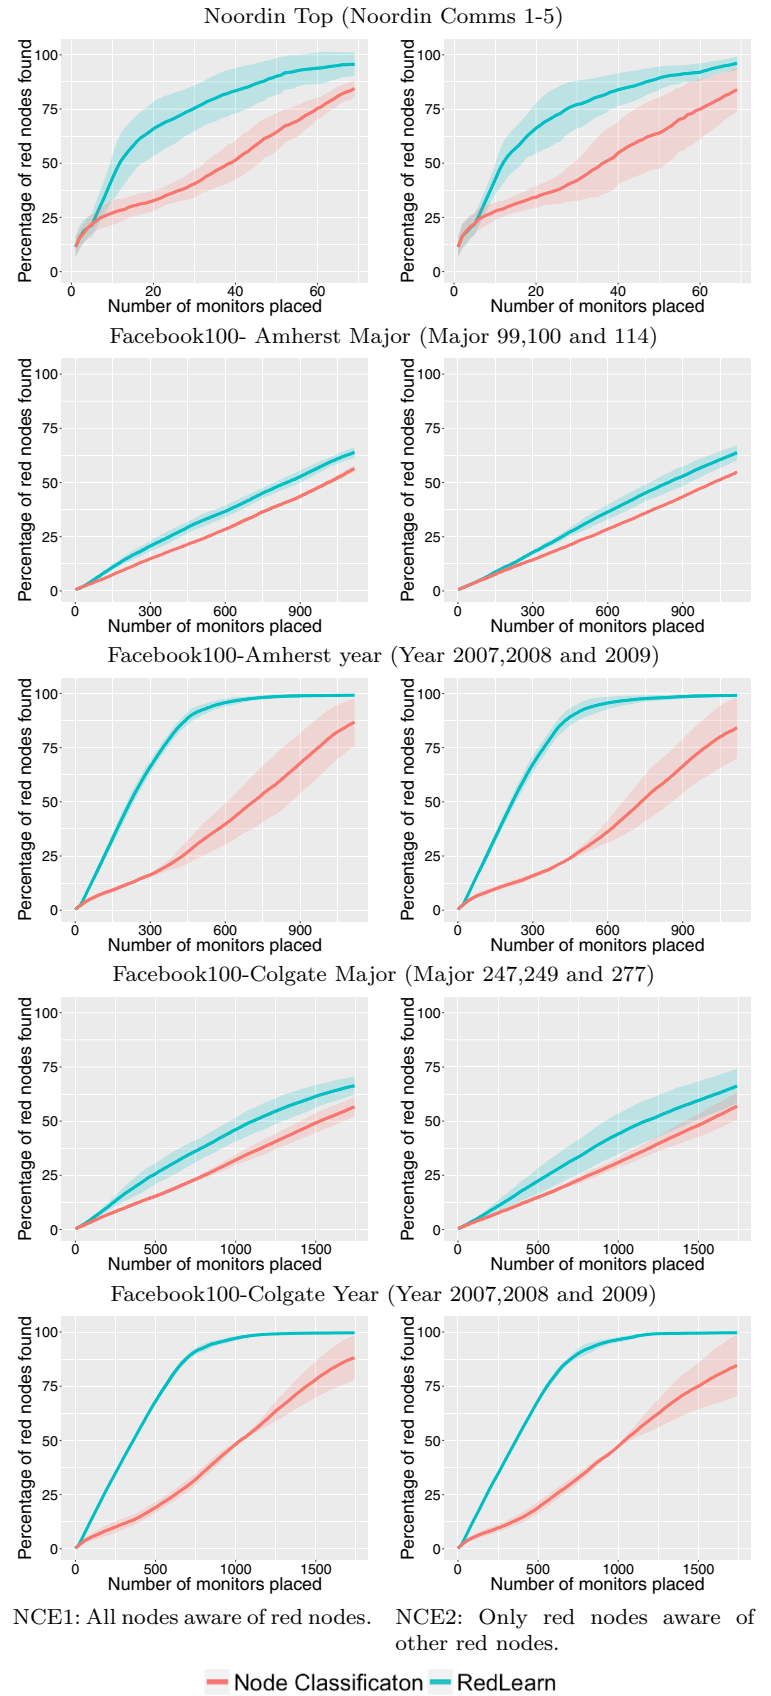 Noordin Top (Noordin Comms 1-5)
Percentage of red nodes found
100
75
50
25
0
0 20 40 60
Number of monitors placed
Percentage of red nodes found
100
75
50
25
0
0 20 40 60
Number of monitors placed
Facebook100- Amherst Major (Major 99,100 and 114)
Percentage of red nodes found
100
75
50
25
0
0 300 600 900
Number of monitors placed
Percentage of red nodes found
100
75
50
25
0
0 300 600 900
Number of monitors placed
Facebook100-Amherst year (Year 2007,2008 and 2009)
Percentage of red nodes found
100
75
50
25
0
0 300 600 900
Number of monitors placed
Percentage of red nodes found
100
75
50
25
0
0 300 600 900
Number of monitors placed
Facebook100-Colgate Major (Major 247,249 and 277)
Percentage of red nodes found
100
75
50
25
0
0 500 1000 1500
Number of monitors placed
Percentage of red nodes found
100
75
50
25
0
0 500 1000 1500
Number of monitors placed
Facebook100-Colgate Year (Year 2007,2008 and 2009)
Percentage of red nodes found
100
75
50
25
0
0 500 1000 1500
Number of monitors placed
Percentage of red nodes found
100
75
50
25
0
0 500 1000 1500
Number of monitors placed
NCE1: All nodes aware of red nodes.
NCE2: Only red nodes aware of
other red nodes.
Node Classificaton RedLearn